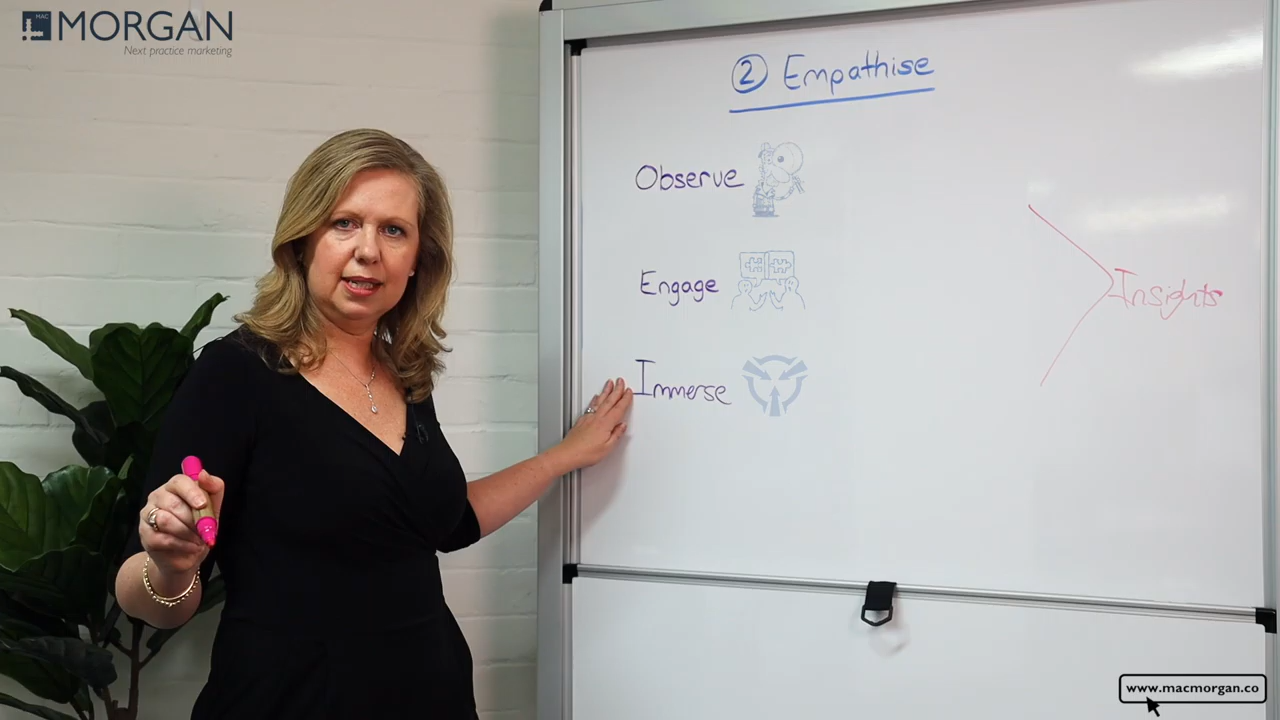 MAC
MORGAN
Next practice marketing
2 Empathise
Observe
Engage
Immerse
Insights
www.macmorgan.co